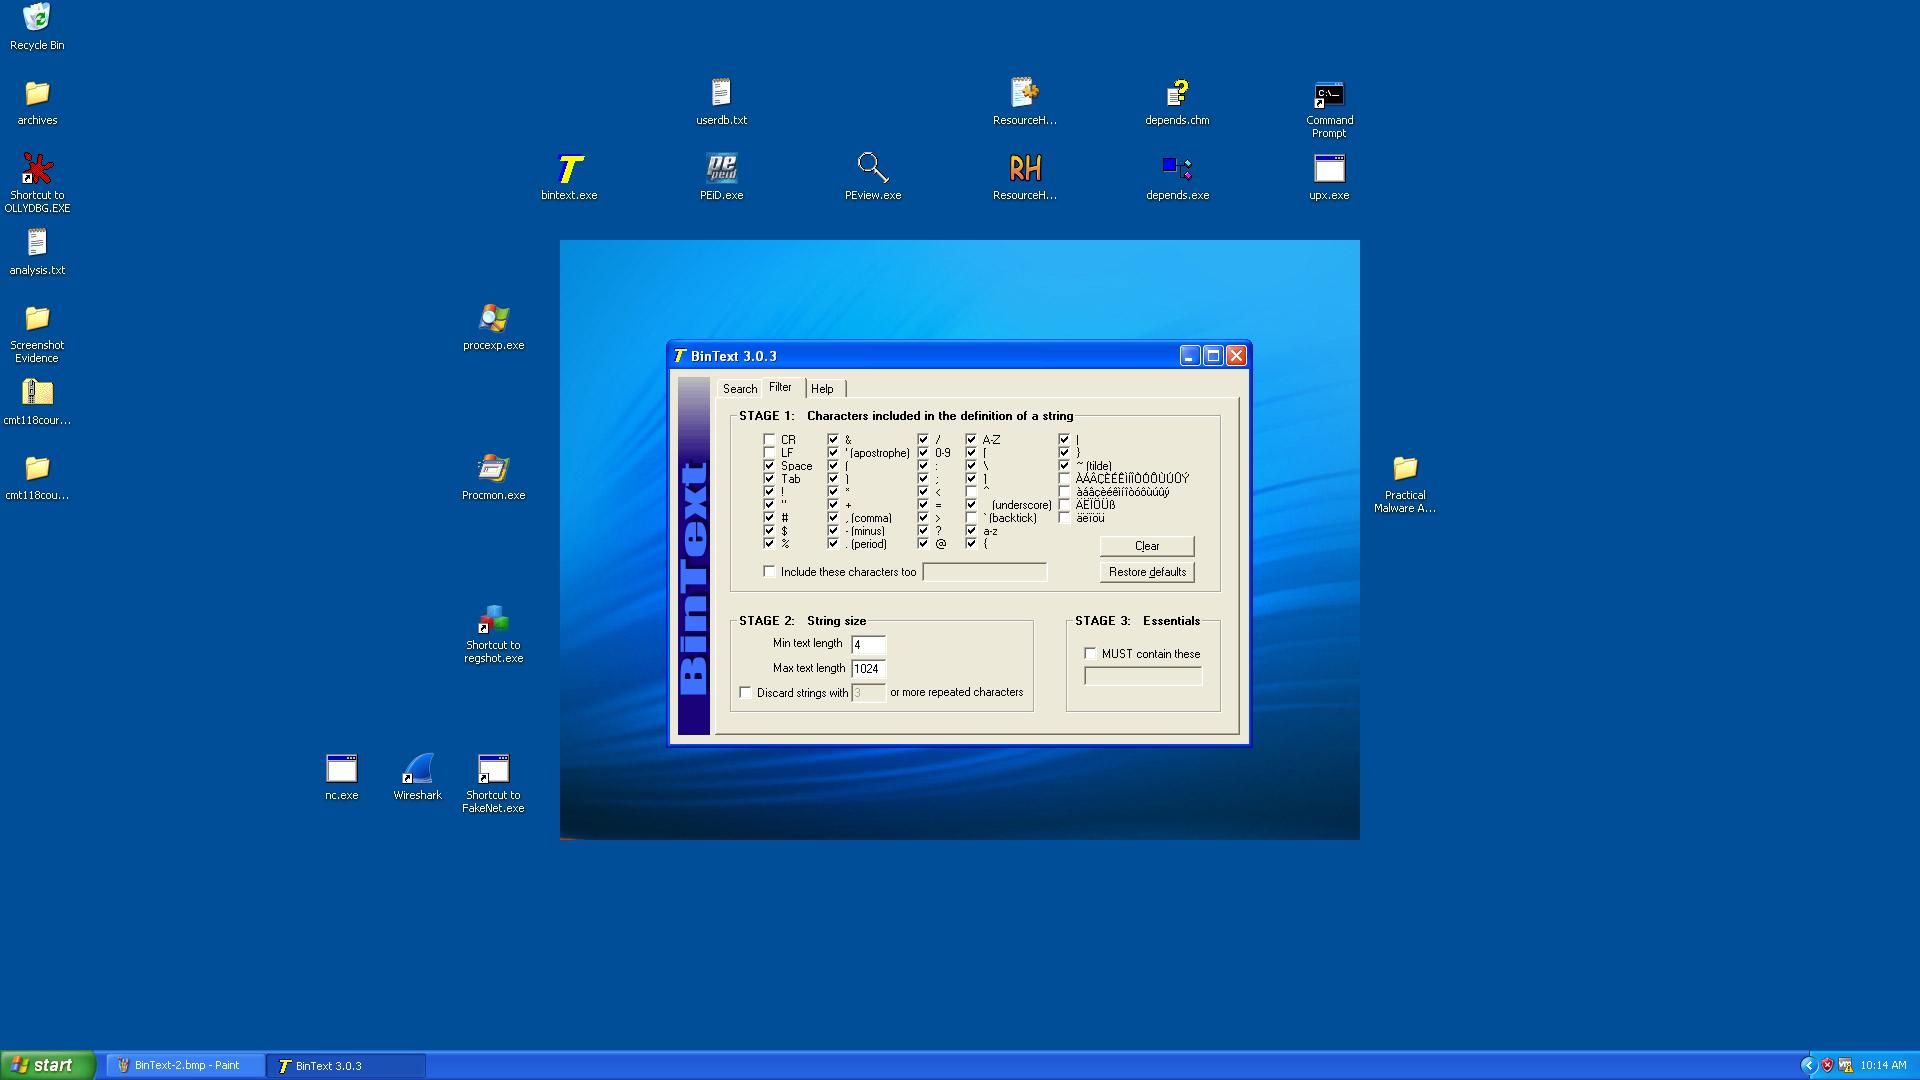 Recycle Bin
archives
userdb.txt
ResourceH...
depends.chm
C:\_
Command
Prompt
Shortcut to
OLLYDBG.EXE
bintext.exe
pe
peid
PEiD.exe
PEview.exe
RH
ResourceH...
depends.exe
upx.exe
analysis.txt
Screenshot
Evidence
procexp.exe
cmt118cour...
cmt118cou...
Procmon.exe
Practical
Malware A...
Shortcut to
regshot.exe
nc.exe
Wireshark
Shortcut to
FakeNet.exe
BinText 3.0.3
BinText
Search Filter Help
STAGE 1: Characters included in the definition of a string
CR & / A-Z |
LF ' (apostrophe) 0-9 [ }
Space ( : \ ~ (tilde)
Tab ) ; ] ÀÁÂÇÈÉÊÌÍÎÒÓÔÙÚÛÝ
! * < ^ àáâçèéêìíîòóôùúûý
" + = _ (underscore) ÄËÏÖÜß
# , (comma) > ` (backtick) äëïöü
$ - (minus) ? a-z
% . (period) @ {
Clear
Include these characters too
Restore defaults
STAGE 2: String size
Min text length 4
Max text length 1024
Discard strings with 3 or more repeated characters
STAGE 3: Essentials
MUST contain these
start
BinText-2.bmp - Paint
BinText 3.0.3
10:14 AM